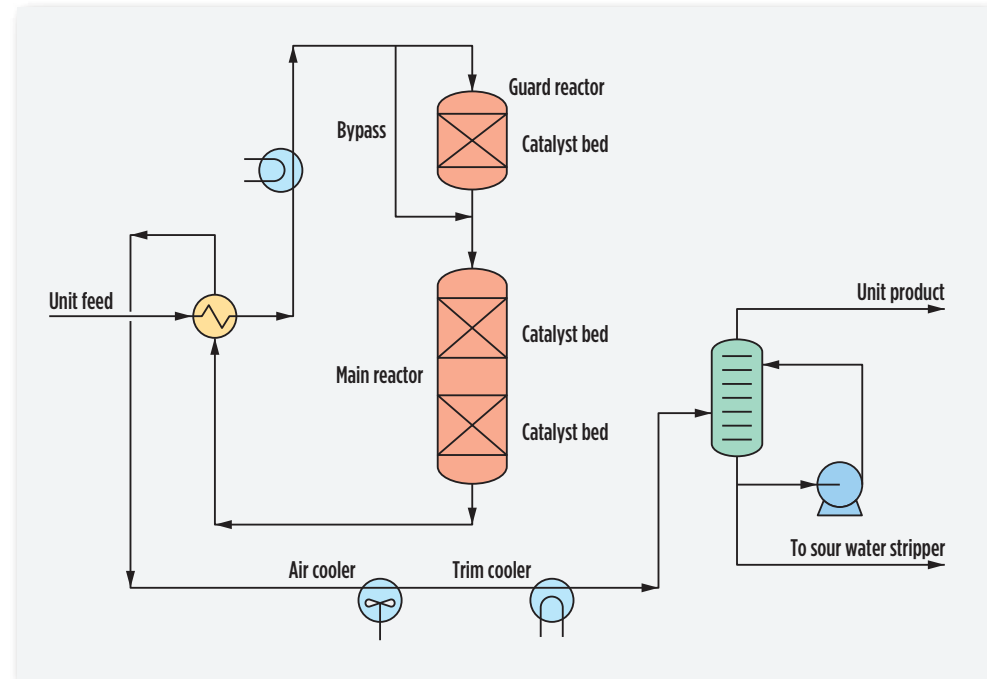 Guard reactor
Bypass
Catalyst bed
Unit feed
Unit product
Catalyst bed
Main reactor
Catalyst bed
To sour water stripper
Air cooler
Trim cooler